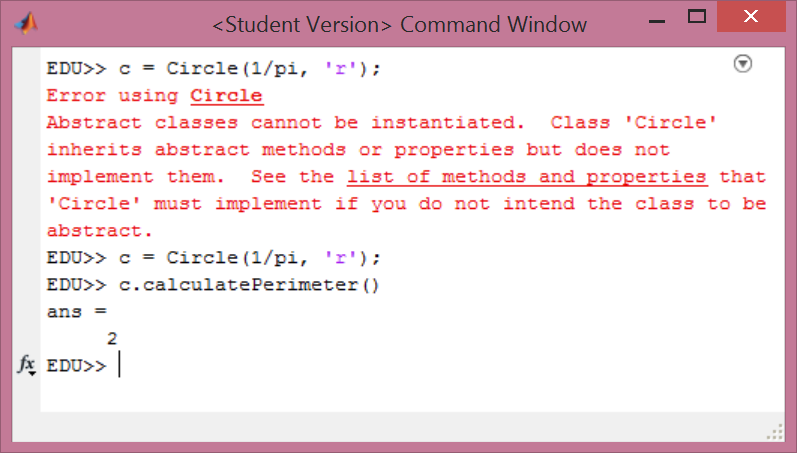 <Student Version> Command Window
EDU>> c = Circle(1/pi, 'r');
Error using Circle
Abstract classes cannot be instantiated.  Class 'Circle'
inherits abstract methods or properties but does not
implement them.  See the list of methods and properties that
'Circle' must implement if you do not intend the class to be
abstract.
EDU>> c = Circle(1/pi, 'r');
EDU>> c.calculatePerimeter()
ans =
2
fx EDU>>